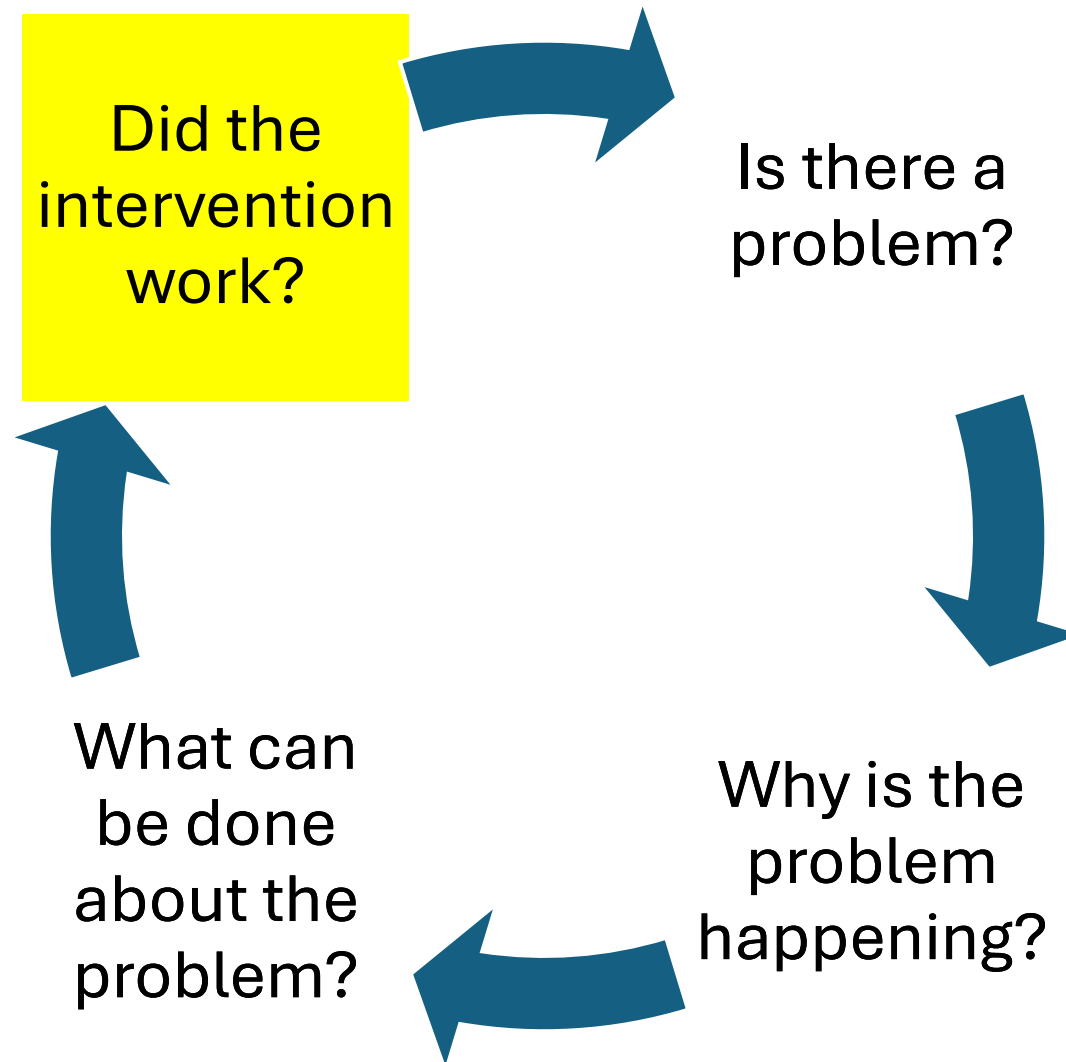 Did the
intervention
work?
Is there a
problem?
Why is the
problem
happening?
What can
be done
about the
problem?